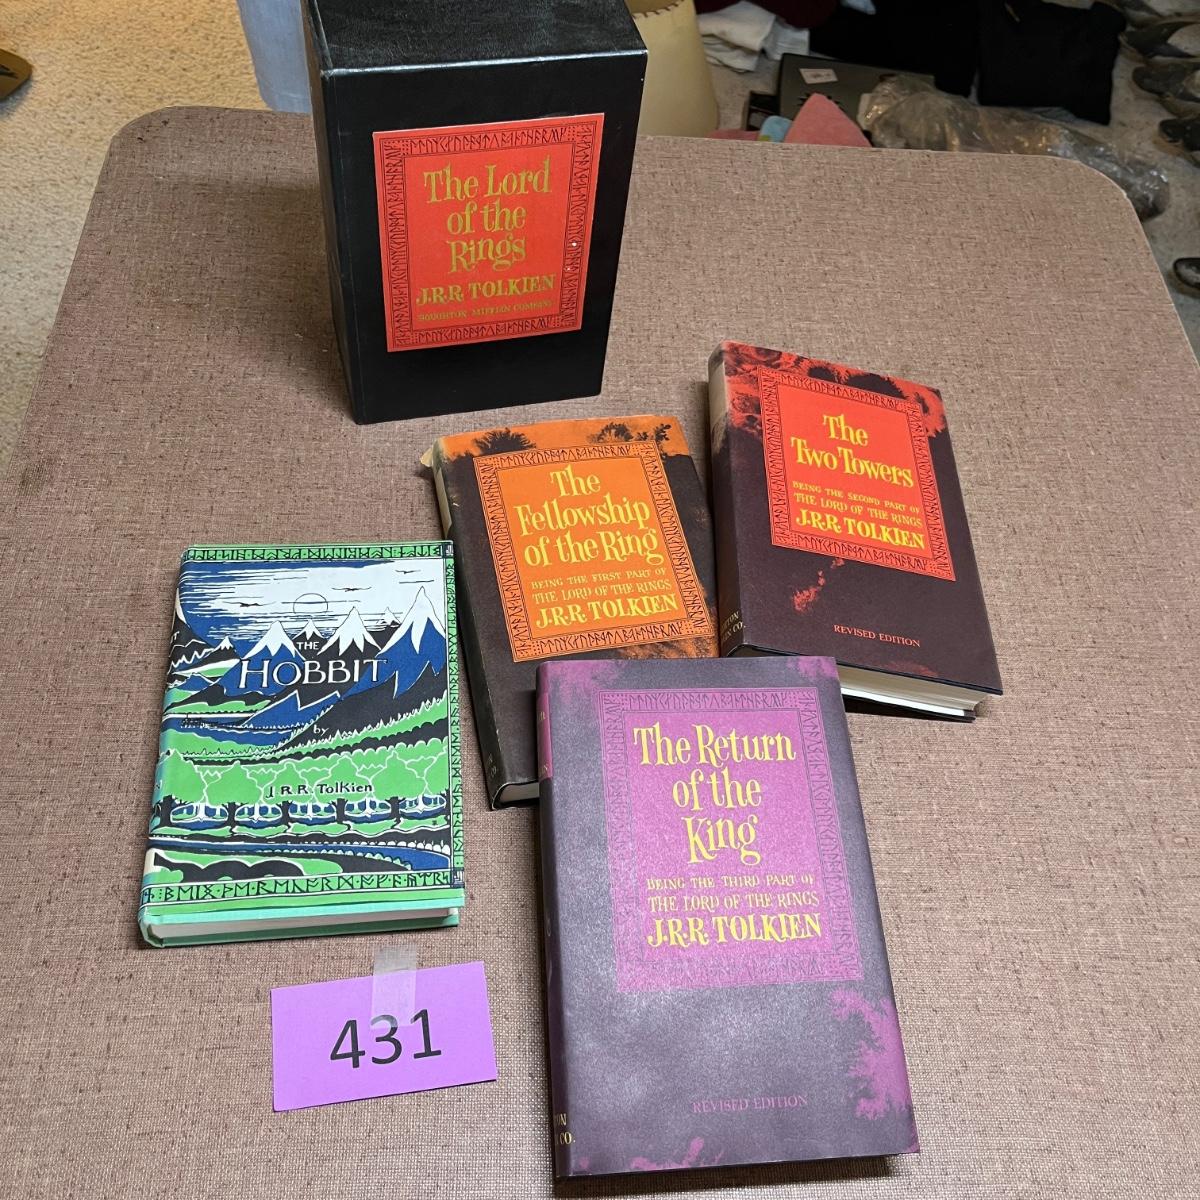 The Lord
of the
Rings
J.R.R. TOLKIEN
HOUGHTON MIFFLIN COMPANY
The
Two Towers
BEING THE SECOND PART OF
THE LORD OF THE RINGS
J.R.R. TOLKIEN
REVISED EDITION
The
Fellowship
of the Ring
BEING THE FIRST PART OF
THE LORD OF THE RINGS
J.R.R. TOLKIEN
THE
HOBBIT
by
J.R.R. Tolkien
The Return
of the
King
BEING THE THIRD PART OF
THE LORD OF THE RINGS
J.R.R. TOLKIEN
REVISED EDITION
431